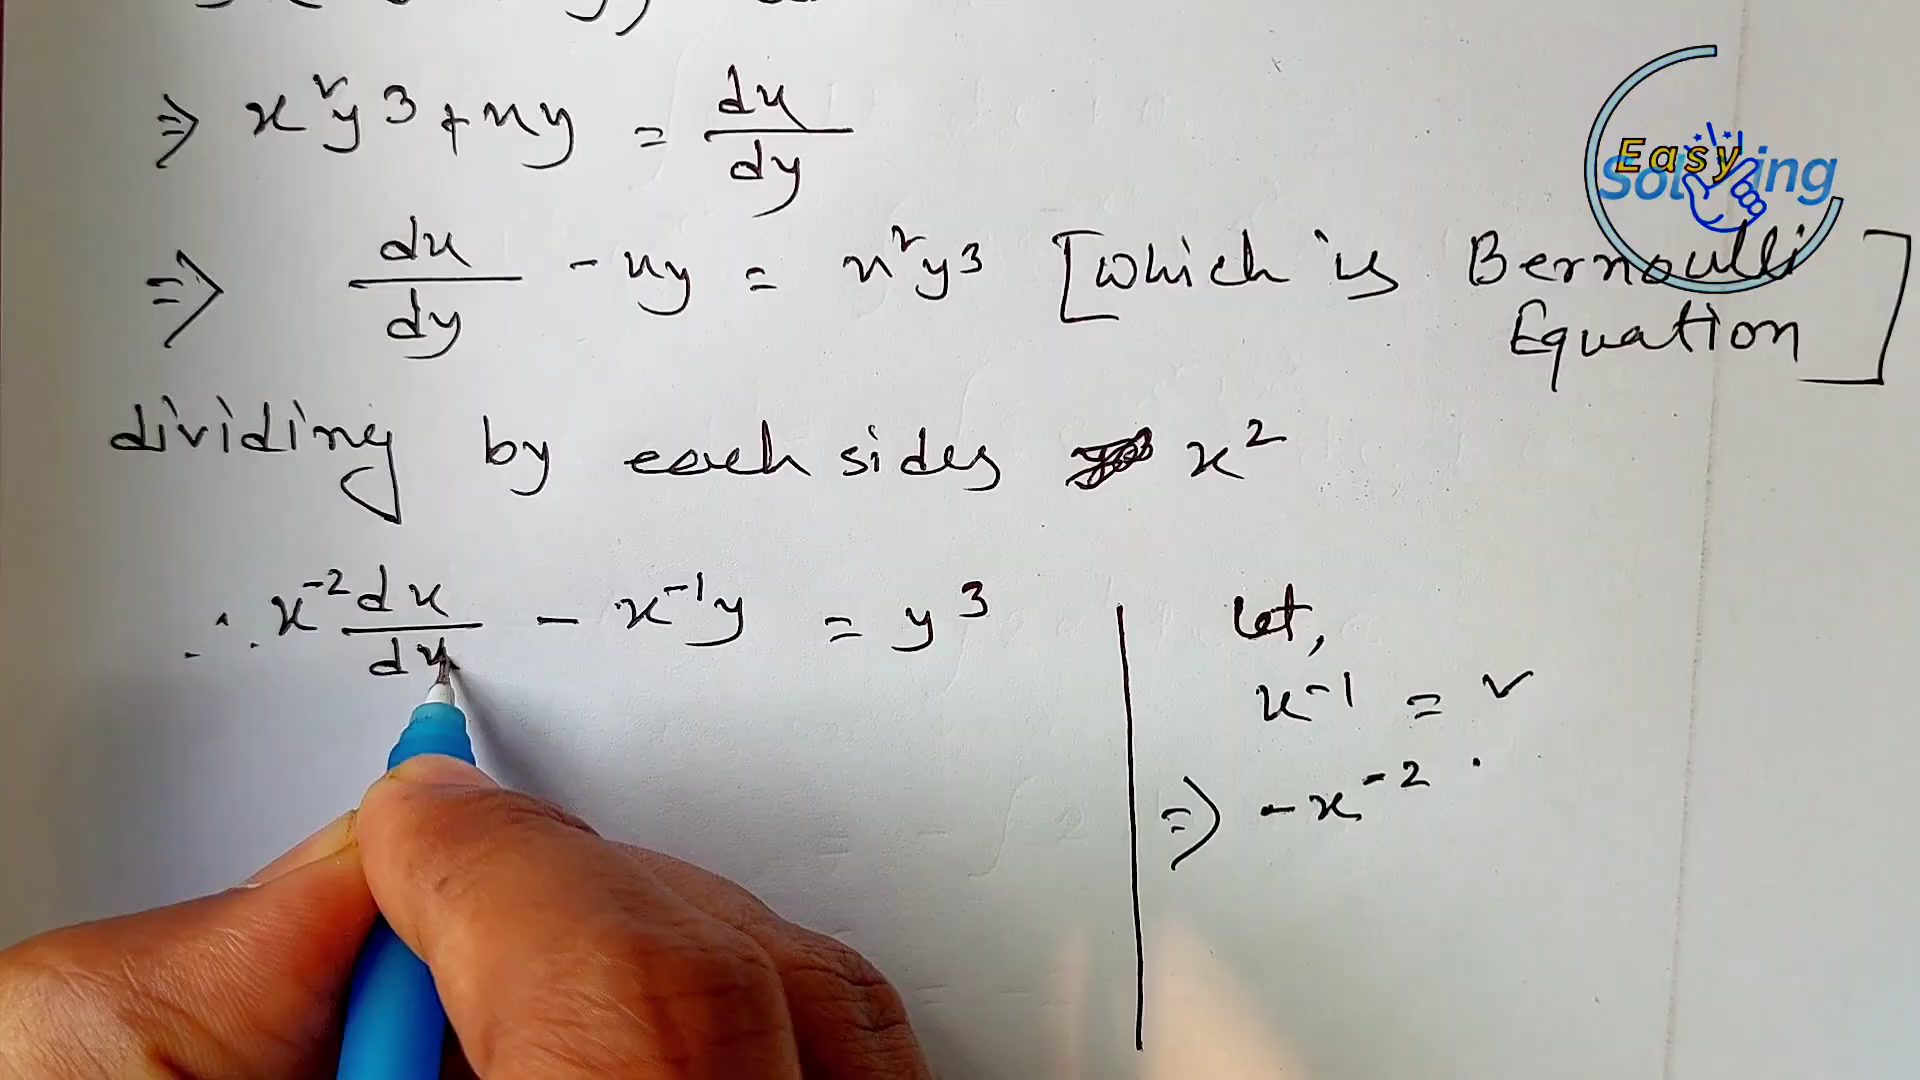 ⇒ x²y³ + xy = dx/dy
Easy Solving
⇒ dx/dy - xy = x²y³ [which is Bernoulli Equation]
dividing by each sides x²
∴ x⁻² dx/dy - x⁻¹y = y³
let,
x⁻¹ = v
⇒ -x⁻² ·